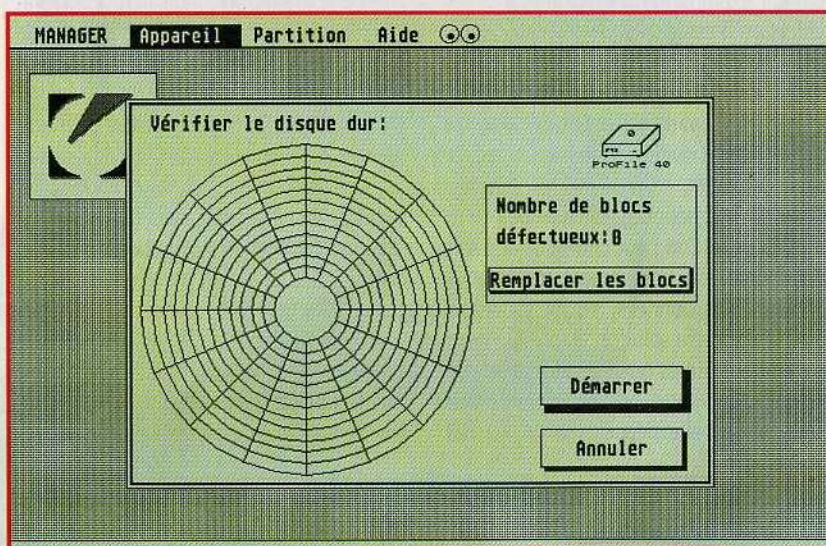 MANAGER Appareil Partition Aide
Vérifier le disque dur:
ProFile 40
Nombre de blocs
défectueux:0
Remplacer les blocs
Démarrer
Annuler